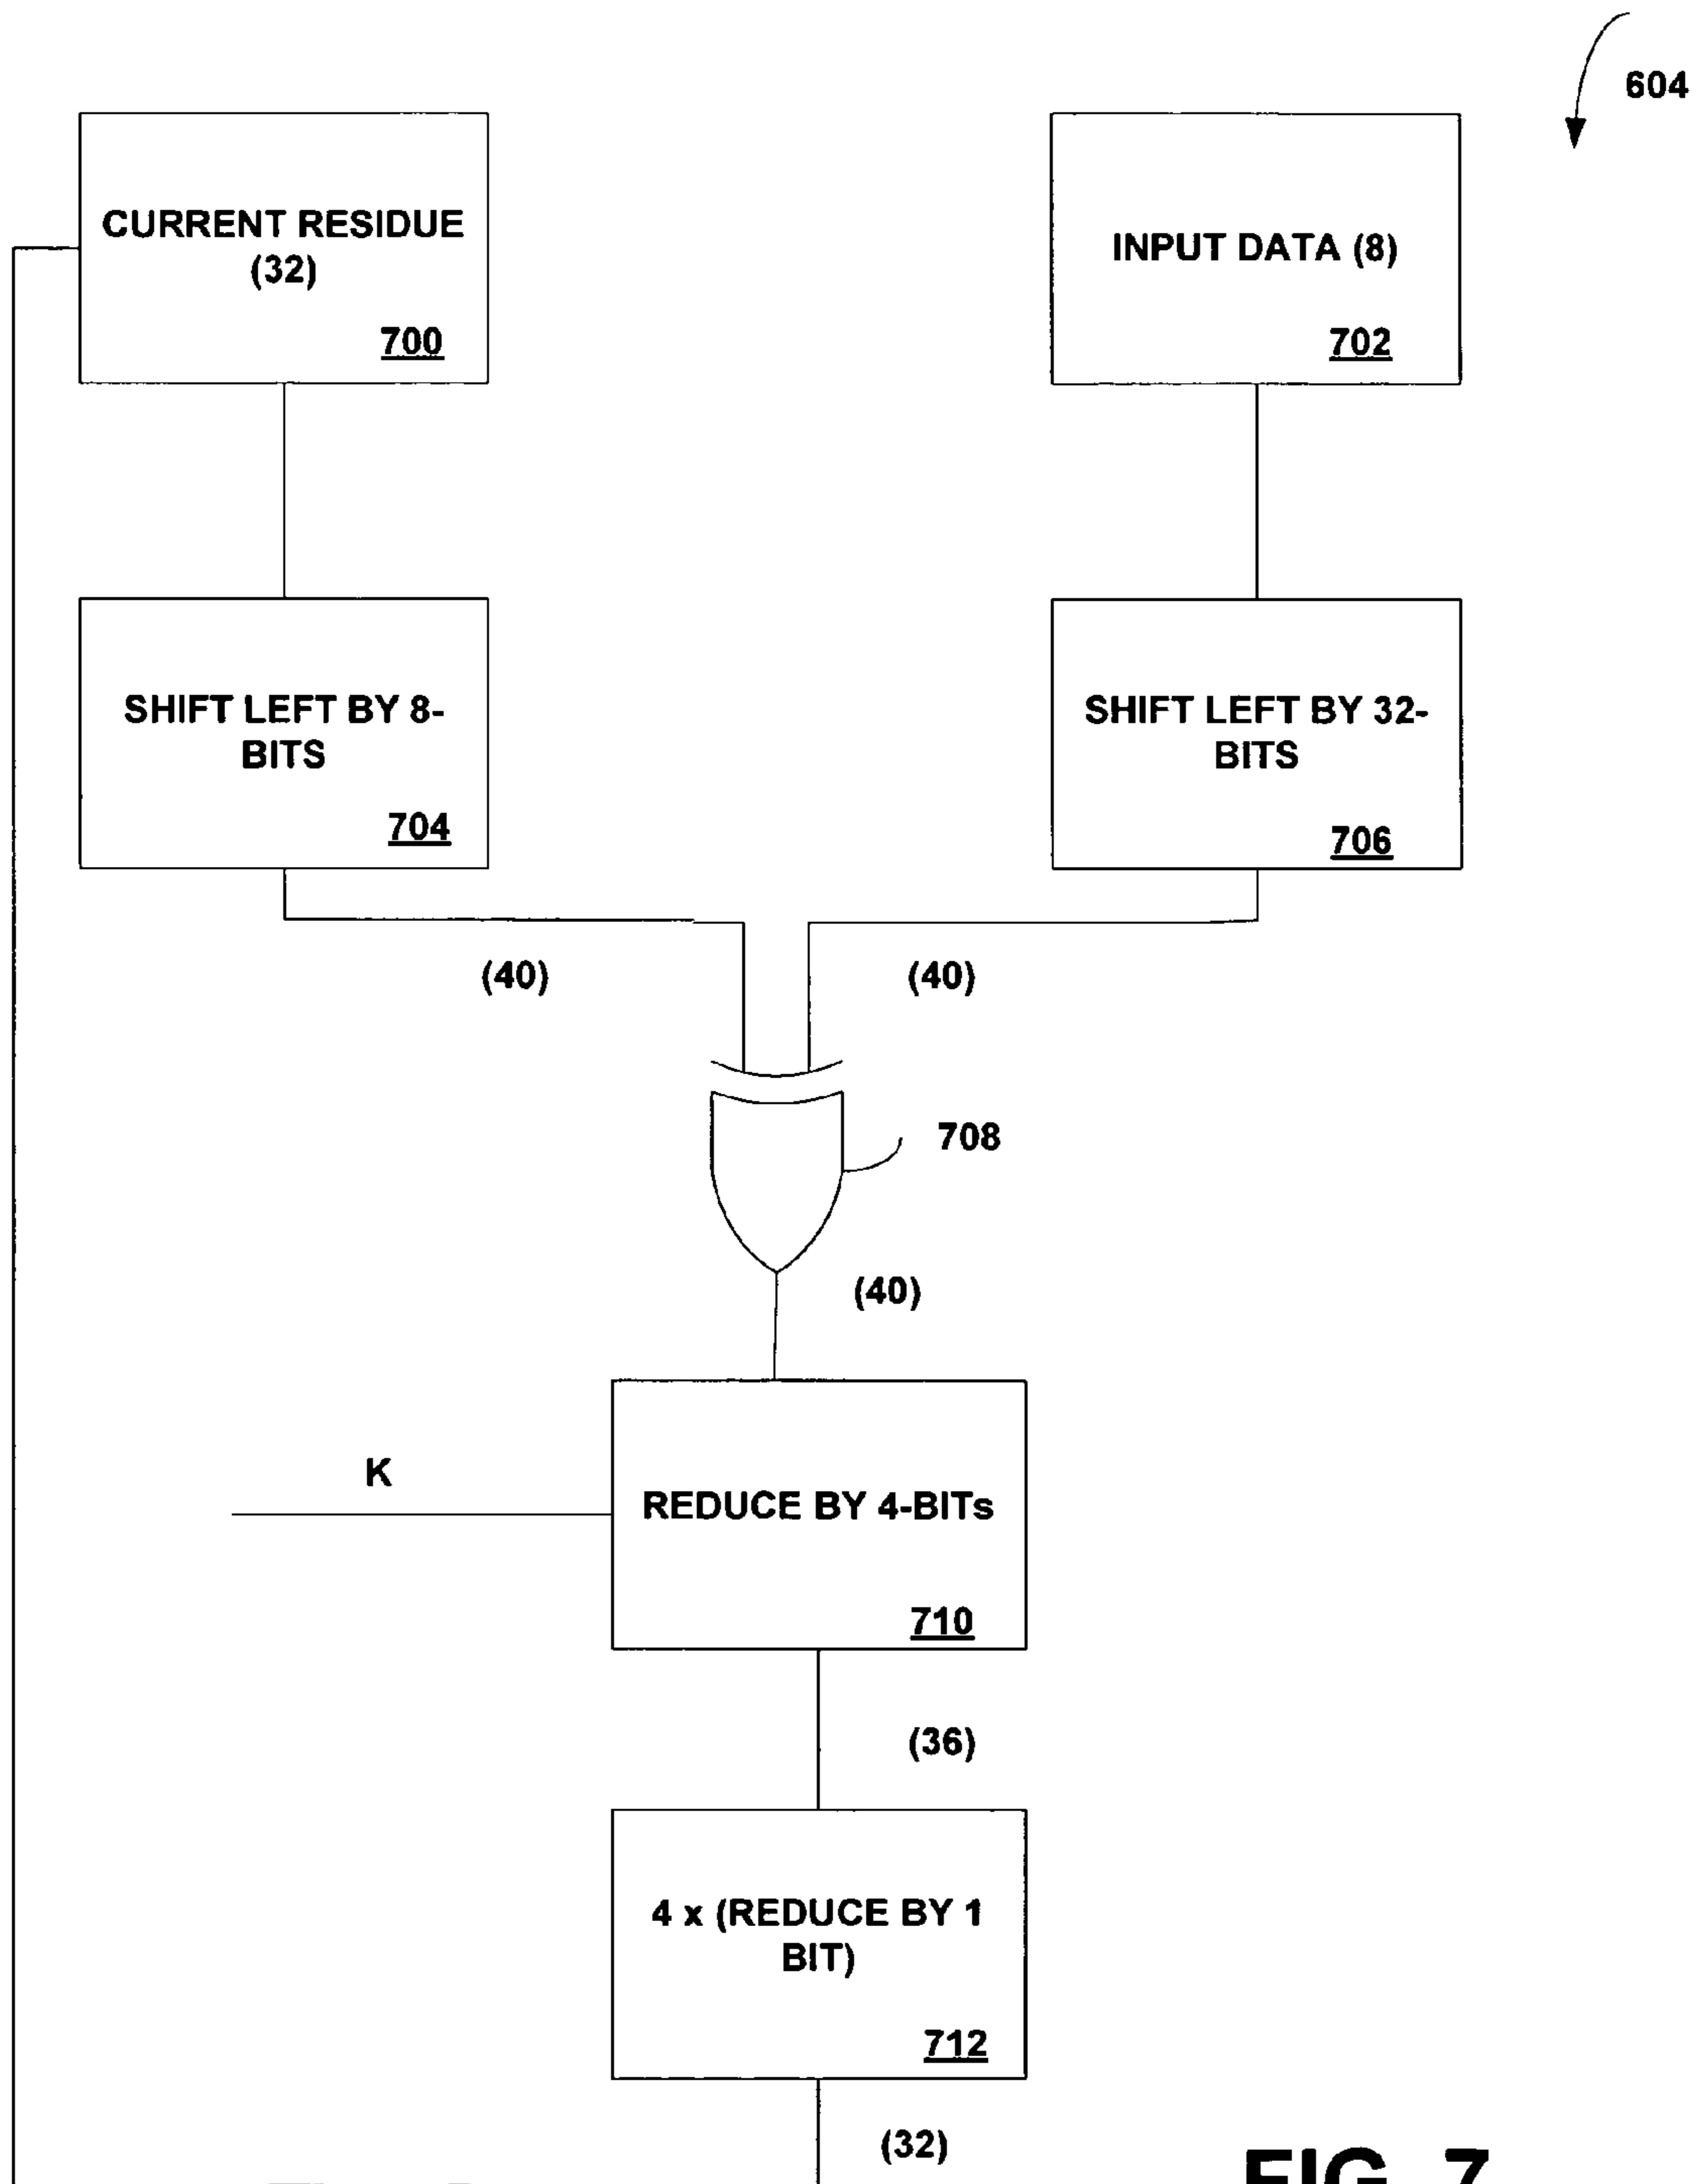 604
CURRENT RESIDUE
(32)
700
INPUT DATA (8)
702
SHIFT LEFT BY 8-
BITS
704
SHIFT LEFT BY 32-
BITS
706
(40)
(40)
708
(40)
K
REDUCE BY 4-BITs
710
(36)
4 x (REDUCE BY 1
BIT)
712
(32)
FIG. 7